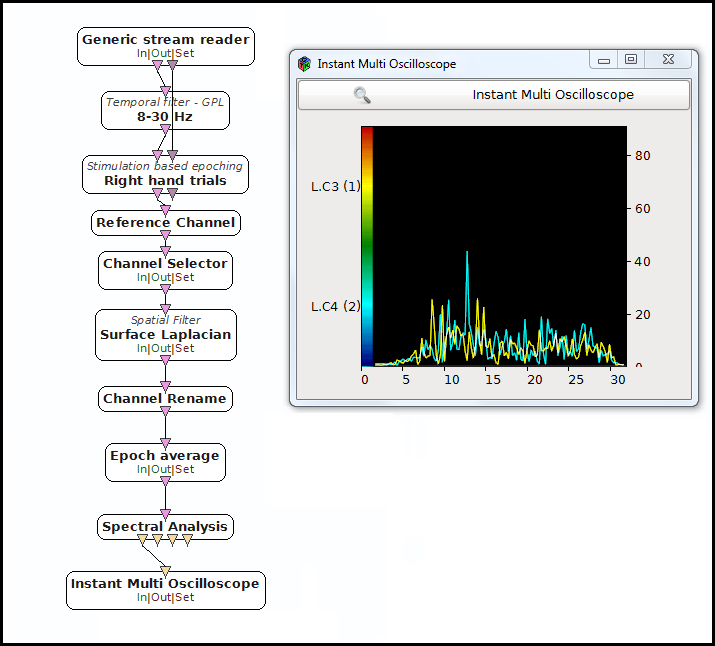 Generic stream reader
In|Out|Set
Temporal filter - GPL
8-30 Hz
Stimulation based epoching
Right hand trials
Reference Channel
Channel Selector
In|Out|Set
Spatial Filter
Surface Laplacian
In|Out|Set
Channel Rename
Epoch average
In|Out|Set
Spectral Analysis
Instant Multi Oscilloscope
In|Out|Set
Instant Multi Oscilloscope
Instant Multi Oscilloscope
L.C3 (1)
L.C4 (2)
80
60
40
20
0
0 5 10 15 20 25 30